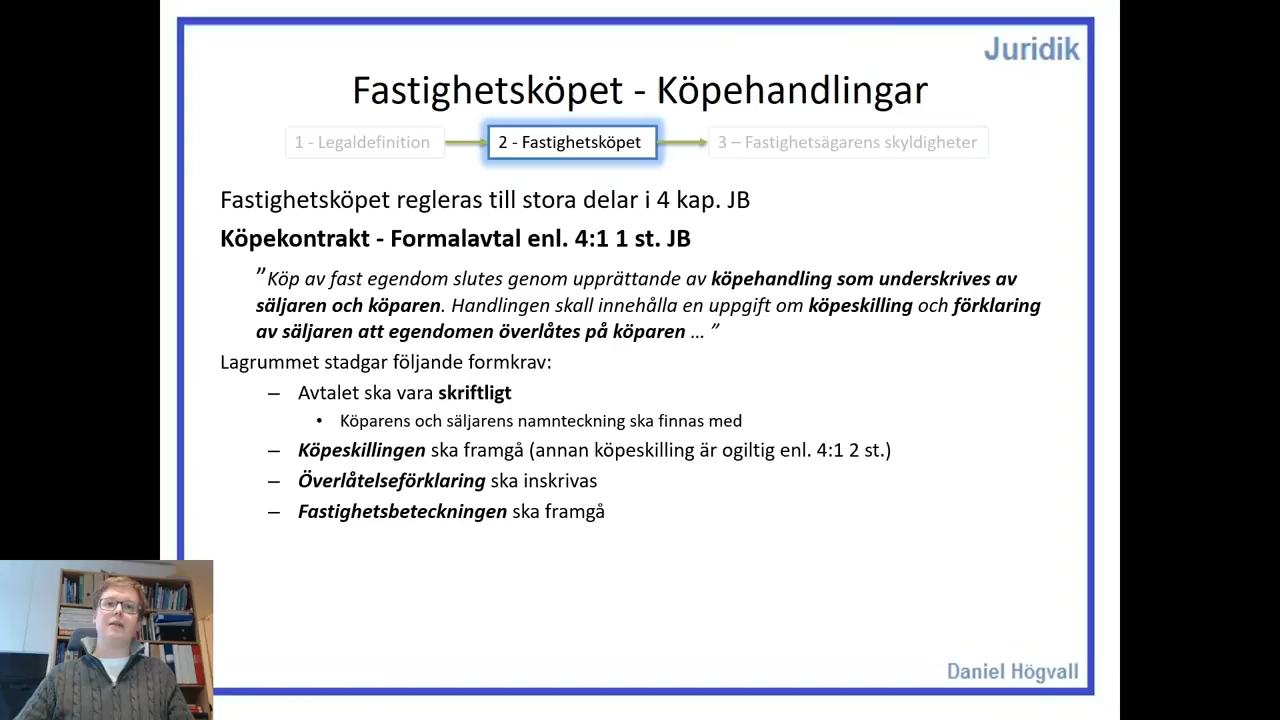 Juridik
Fastighetsköpet - Köpehandlingar
1 - Legaldefinition
2 - Fastighetsköpet
3 – Fastighetsägarens skyldigheter
Fastighetsköpet regleras till stora delar i 4 kap. JB
Köpekontrakt - Formalavtal enl. 4:1 1 st. JB
”Köp av fast egendom slutes genom upprättande av köpehandling som underskrives av
säljaren och köparen. Handlingen skall innehålla en uppgift om köpeskilling och förklaring
av säljaren att egendomen överlåtes på köparen … ”
Lagrummet stadgar följande formkrav:
– Avtalet ska vara skriftligt
• Köparens och säljarens namnteckning ska finnas med
– Köpeskillingen ska framgå (annan köpeskilling är ogiltig enl. 4:1 2 st.)
– Överlåtelseförklaring ska inskrivas
– Fastighetsbeteckningen ska framgå
Daniel Högvall